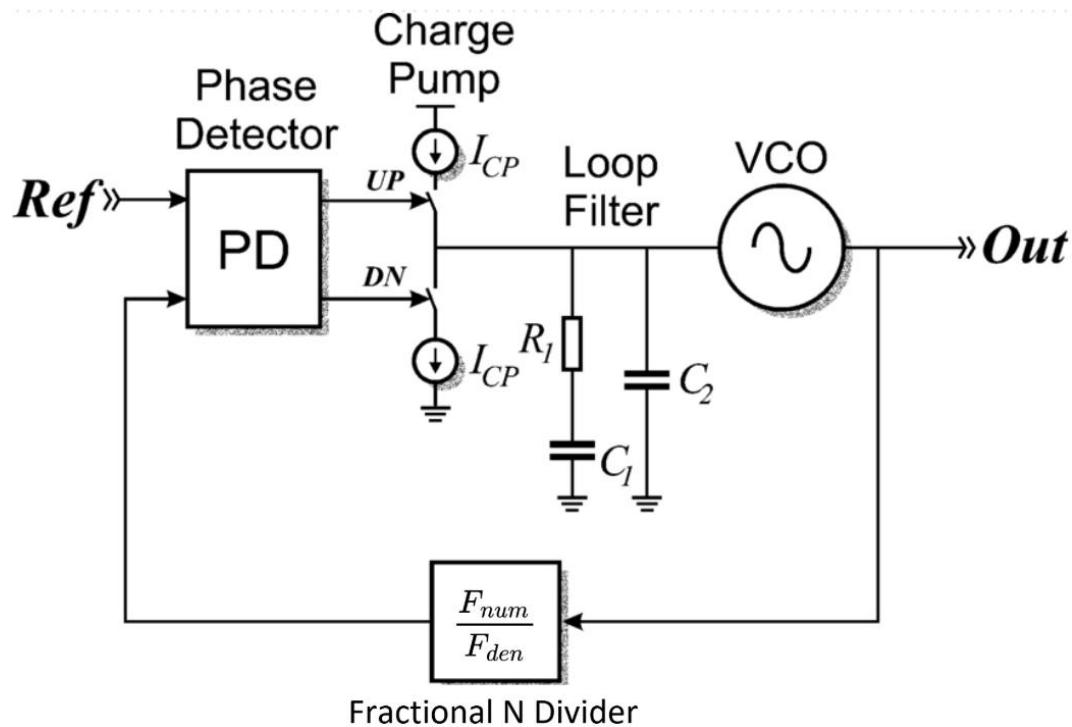 Charge
Pump
Phase
Detector
I_CP
UP
Loop
Filter
VCO
Ref
PD
Out
DN
R_1
I_CP
C_2
C_1
F_num
F_den
Fractional N Divider